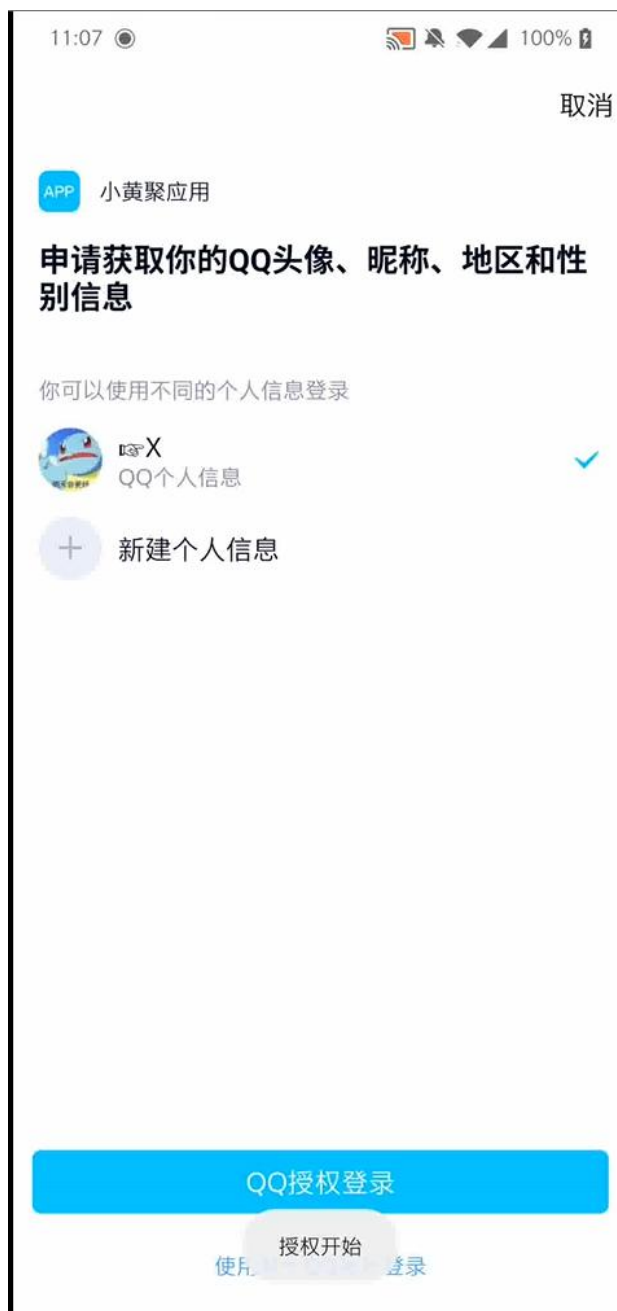 11:07
100%
取消
APP 小黄聚应用
申请获取你的QQ头像、昵称、地区和性
别信息
你可以使用不同的个人信息登录
☞X
QQ个人信息
新建个人信息
QQ授权登录
授权开始
使用 登录